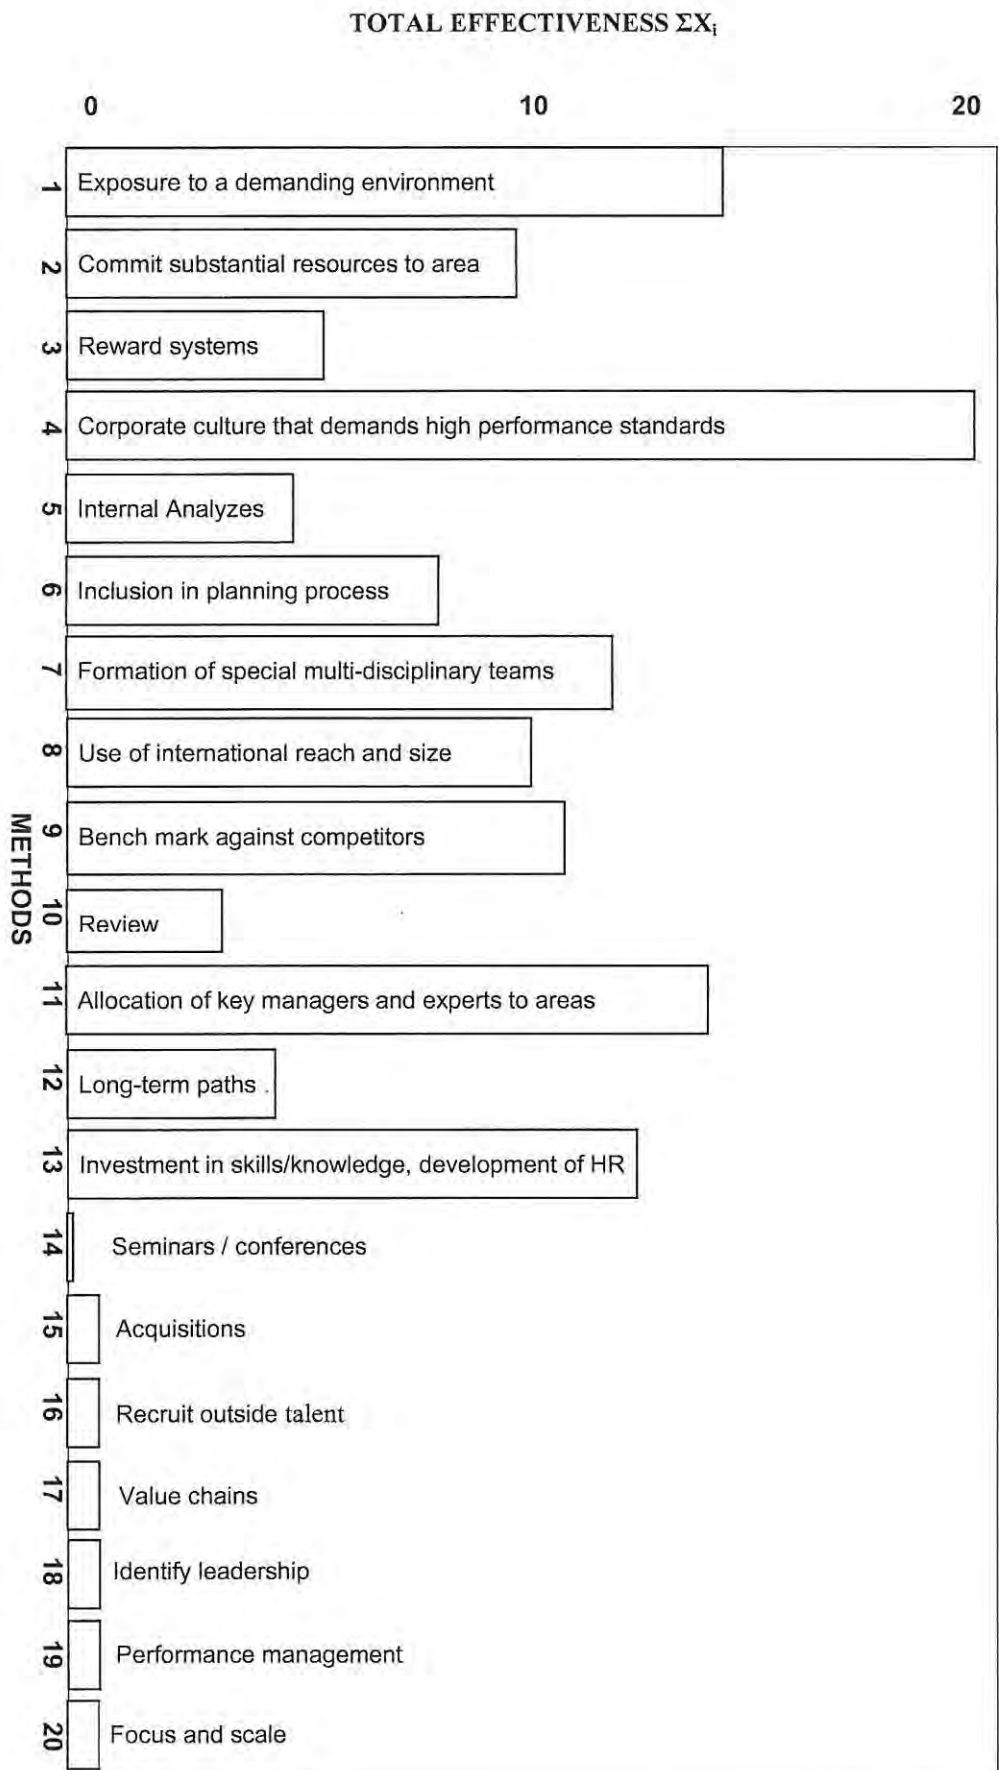 TOTAL EFFECTIVENESS ΣXi
0 10 20
1 Exposure to a demanding environment
2 Commit substantial resources to area
3 Reward systems
4 Corporate culture that demands high performance standards
5 Internal Analyzes
6 Inclusion in planning process
7 Formation of special multi-disciplinary teams
8 Use of international reach and size
9 Bench mark against competitors
10 Review
11 Allocation of key managers and experts to areas
12 Long-term paths .
13 Investment in skills/knowledge, development of HR
14 Seminars / conferences
15 Acquisitions
16 Recruit outside talent
17 Value chains
18 Identify leadership
19 Performance management
20 Focus and scale
METHODS